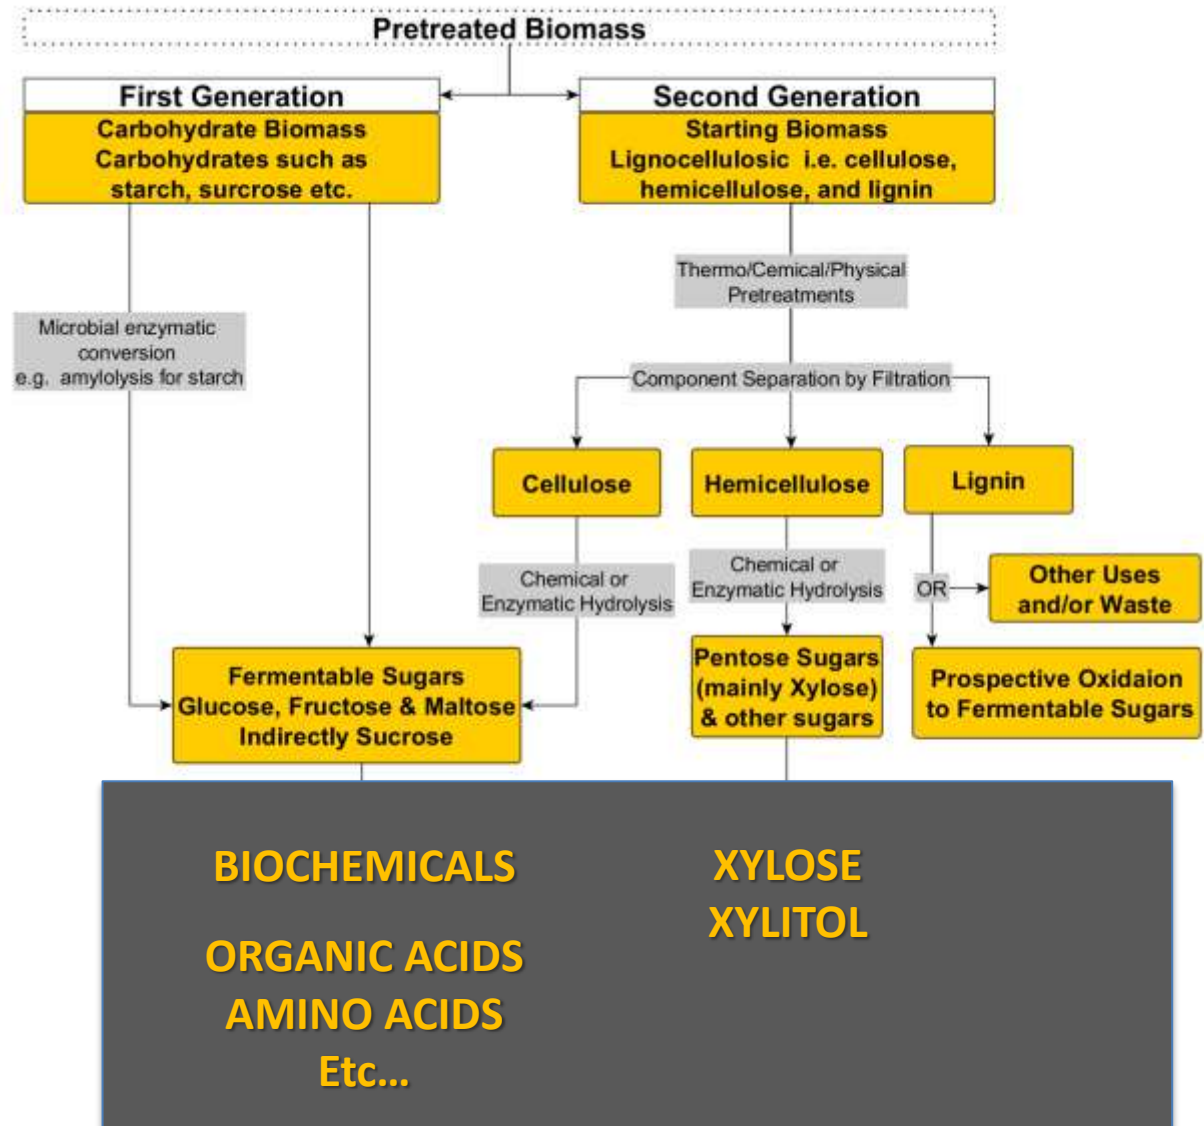 Pretreated Biomass
First Generation
Carbohydrate Biomass
Carbohydrates such as
starch, surcrose etc.
Second Generation
Starting Biomass
Lignocellulosic i.e. cellulose,
hemicellulose, and lignin
Thermo/Cemical/Physical
Pretreatments
Microbial enzymatic
conversion
e.g. amylolysis for starch
Component Separation by Filtration
Cellulose
Hemicellulose
Lignin
Chemical or
Enzymatic Hydrolysis
Chemical or
Enzymatic Hydrolysis
OR
Other Uses
and/or Waste
Fermentable Sugars
Glucose, Fructose & Maltose
Indirectly Sucrose
Pentose Sugars
(mainly Xylose)
& other sugars
Prospective Oxidaion
to Fermentable Sugars
BIOCHEMICALS
ORGANIC ACIDS
AMINO ACIDS
Etc...
XYLOSE
XYLITOL